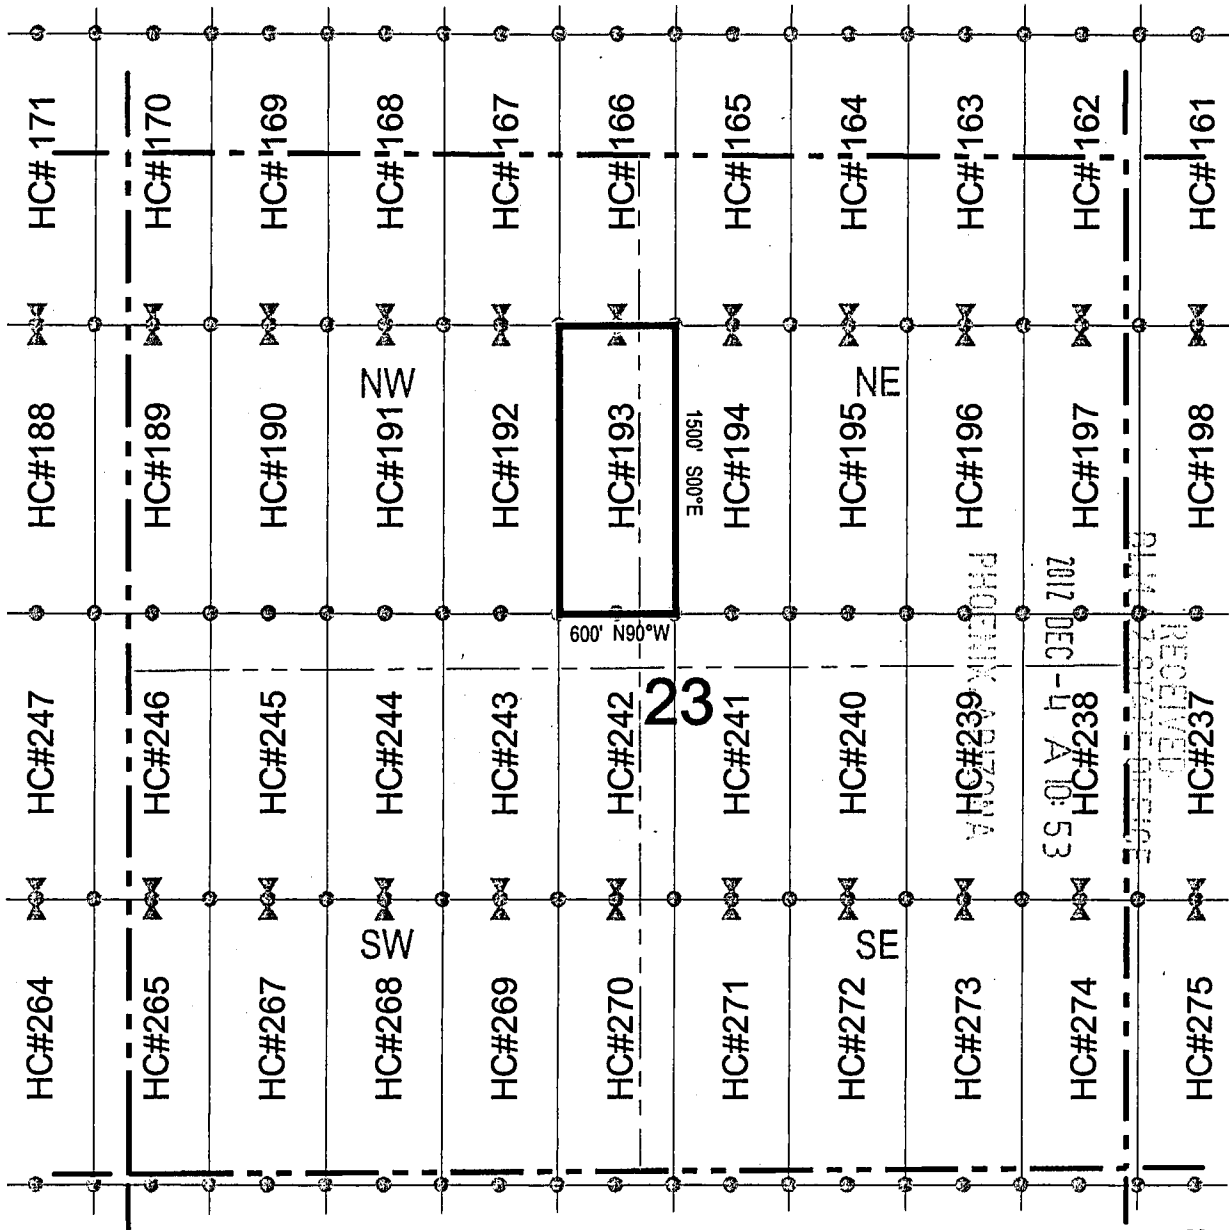 HC# 171
HC# 170
HC# 169
HC# 168
HC# 167
HC# 166
HC# 165
HC# 164
HC# 163
HC# 162
HC# 161
NW
NE
HC#188
HC#189
HC#190
HC#191
HC#192
HC#193
1500' S00°E
HC#194
HC#195
HC#196
HC#197
HC#198
600' N90°W
23
HC#247
HC#246
HC#245
HC#244
HC#243
HC#242
HC#241
HC#240
HC#239
HC#238
HC#237
RECEIVED
BLM AZ STATE OFFICE
2012 DEC -4 A 10: 53
PHOENIX, ARIZONA
SW
SE
HC#264
HC#265
HC#267
HC#268
HC#269
HC#270
HC#271
HC#272
HC#273
HC#274
HC#275